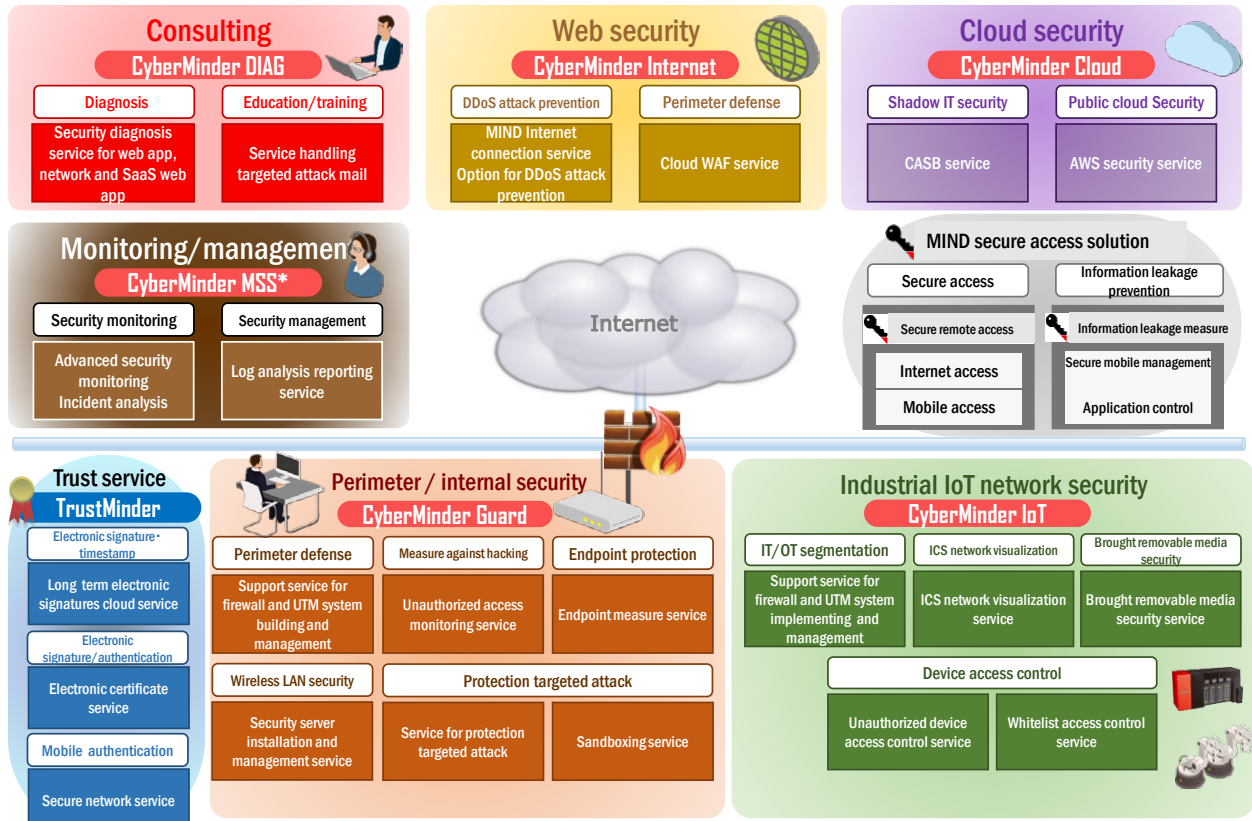 Consulting
CyberMinder DIAG
Diagnosis
Education/training
Security diagnosis
service for web app,
network and SaaS web
app
Service handling
targeted attack mail
Web security
CyberMinder Internet
DDoS attack prevention
Perimeter defense
MIND Internet
connection service
Option for DDoS attack
prevention
Cloud WAF service
Cloud security
CyberMinder Cloud
Shadow IT security
Public cloud Security
CASB service
AWS security service
Monitoring/management
CyberMinder MSS*
Security monitoring
Security management
Advanced security
monitoring
Incident analysis
Log analysis reporting
service
Internet
MIND secure access solution
Secure access
Information leakage
prevention
Secure remote access
Information leakage measure
Internet access
Mobile access
Secure mobile management
Application control
Trust service
TrustMinder
Electronic signature・
timestamp
Long term electronic
signatures cloud service
Electronic
signature/authentication
Electronic certificate
service
Mobile authentication
Secure network service
Perimeter / internal security
CyberMinder Guard
Perimeter defense
Measure against hacking
Endpoint protection
Support service for
firewall and UTM system
building and
management
Unauthorized access
monitoring service
Endpoint measure service
Wireless LAN security
Protection targeted attack
Security server
installation and
management service
Service for protection
targeted attack
Sandboxing service
Industrial IoT network security
CyberMinder IoT
IT/OT segmentation
ICS network visualization
Brought removable media
security
Support service for
firewall and UTM system
implementing and
management
ICS network visualization
service
Brought removable media
security service
Device access control
Unauthorized device
access control service
Whitelist access control
service